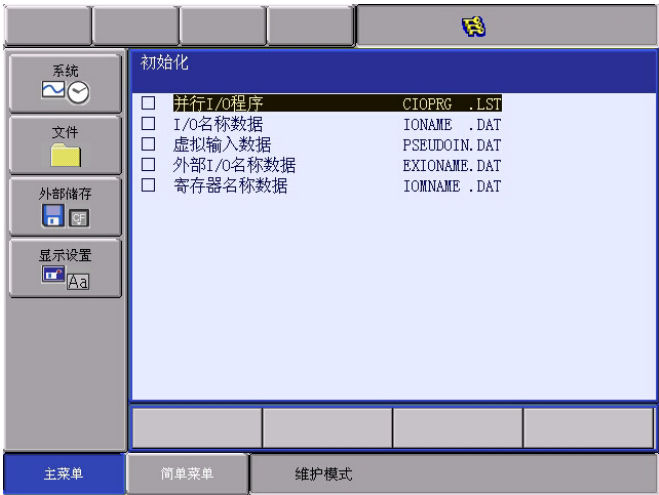 初始化
系统
文件
外部储存
CF
显示设置
Aa
并行I/O程序 CIOPRG .LST
I/O名称数据 IONAME .DAT
虚拟输入数据 PSEUDOIN.DAT
外部I/O名称数据 EXIONAME.DAT
寄存器名称数据 IOMNAME .DAT
主菜单 简单菜单 维护模式